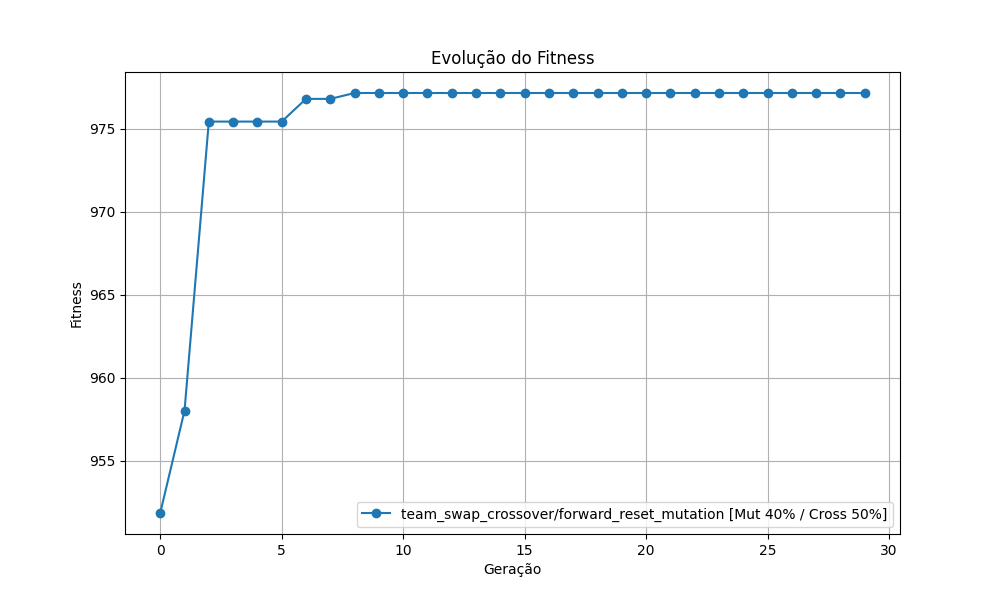 Evolução do Fitness
Fitness
975
970
965
960
955
team_swap_crossover/forward_reset_mutation [Mut 40% / Cross 50%]
0 5 10 15 20 25 30
Geração